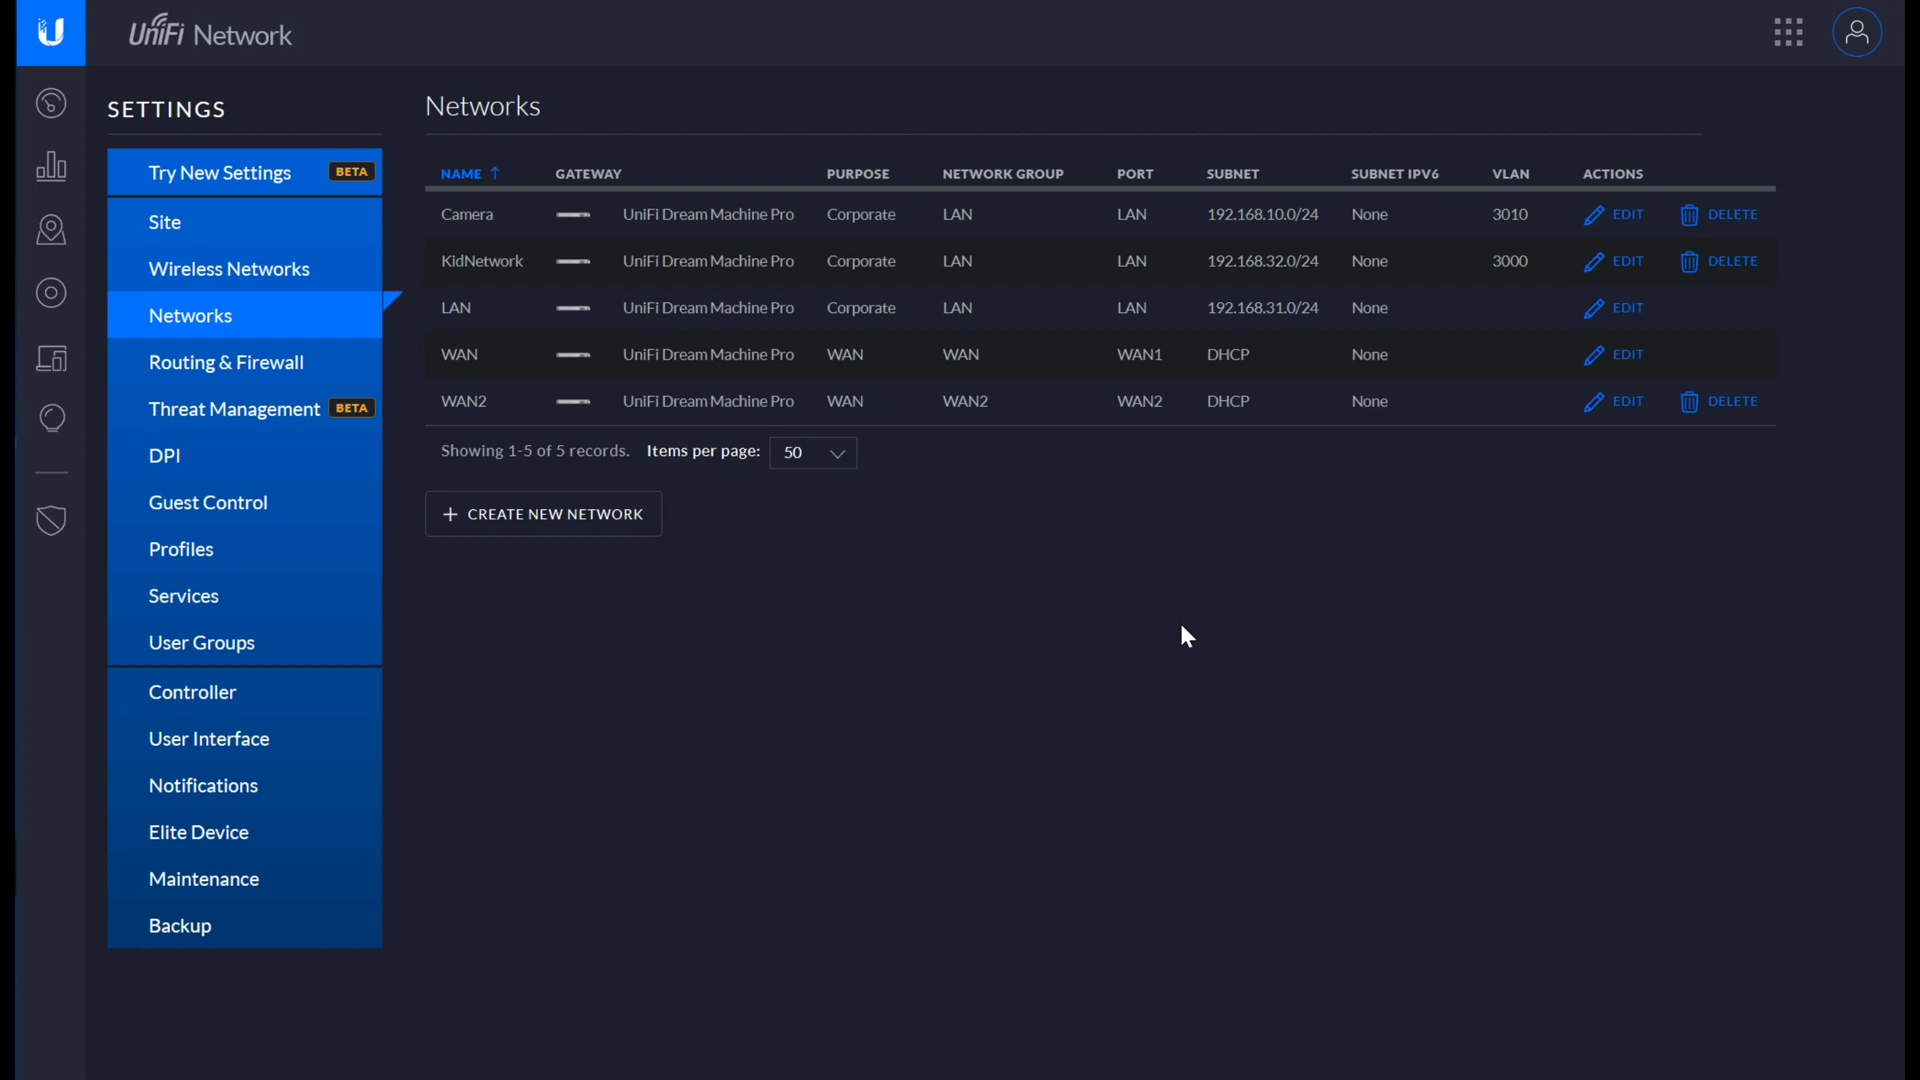 UniFi Network
SETTINGS
Try New Settings BETA
Site
Wireless Networks
Networks
Routing & Firewall
Threat Management BETA
DPI
Guest Control
Profiles
Services
User Groups
Controller
User Interface
Notifications
Elite Device
Maintenance
Backup
Networks
NAME ↑ GATEWAY PURPOSE NETWORK GROUP PORT SUBNET SUBNET IPV6 VLAN ACTIONS
Camera UniFi Dream Machine Pro Corporate LAN LAN 192.168.10.0/24 None 3010 EDIT DELETE
KidNetwork UniFi Dream Machine Pro Corporate LAN LAN 192.168.32.0/24 None 3000 EDIT DELETE
LAN UniFi Dream Machine Pro Corporate LAN LAN 192.168.31.0/24 None EDIT
WAN UniFi Dream Machine Pro WAN WAN WAN1 DHCP None EDIT
WAN2 UniFi Dream Machine Pro WAN WAN2 WAN2 DHCP None EDIT DELETE
Showing 1-5 of 5 records. Items per page: 50
+ CREATE NEW NETWORK